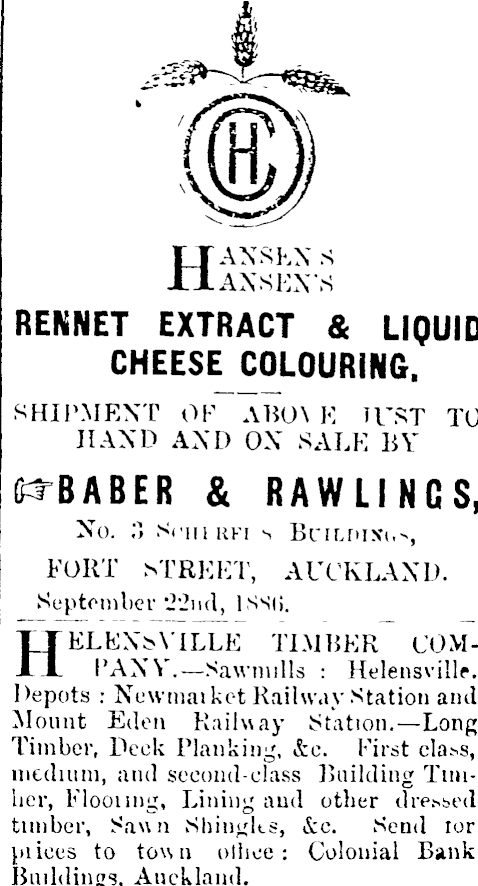 CH
HANSEN'S
HANSEN'S
RENNET EXTRACT & LIQUID
CHEESE COLOURING.
SHIPMENT OF ABOVE JUST TO
HAND AND ON SALE BY
☞BABER & RAWLINGS,
No. 3 BUILDINGS,
FORT STREET, AUCKLAND.
September 22nd, 1886.
HELENSVILLE TIMBER COM-
PANY.—Sawmills : Helensville.
Depots : Newmarket Railway Station and
Mount Eden Railway Station.—Long
Timber, Deck Planking, &c. First class,
medium, and second-class Building Tim-
ber, Flooring, Lining and other dressed
timber, Sawn Shingles, &c. Send for
prices to town office : Colonial Bank
Buildings, Auckland.